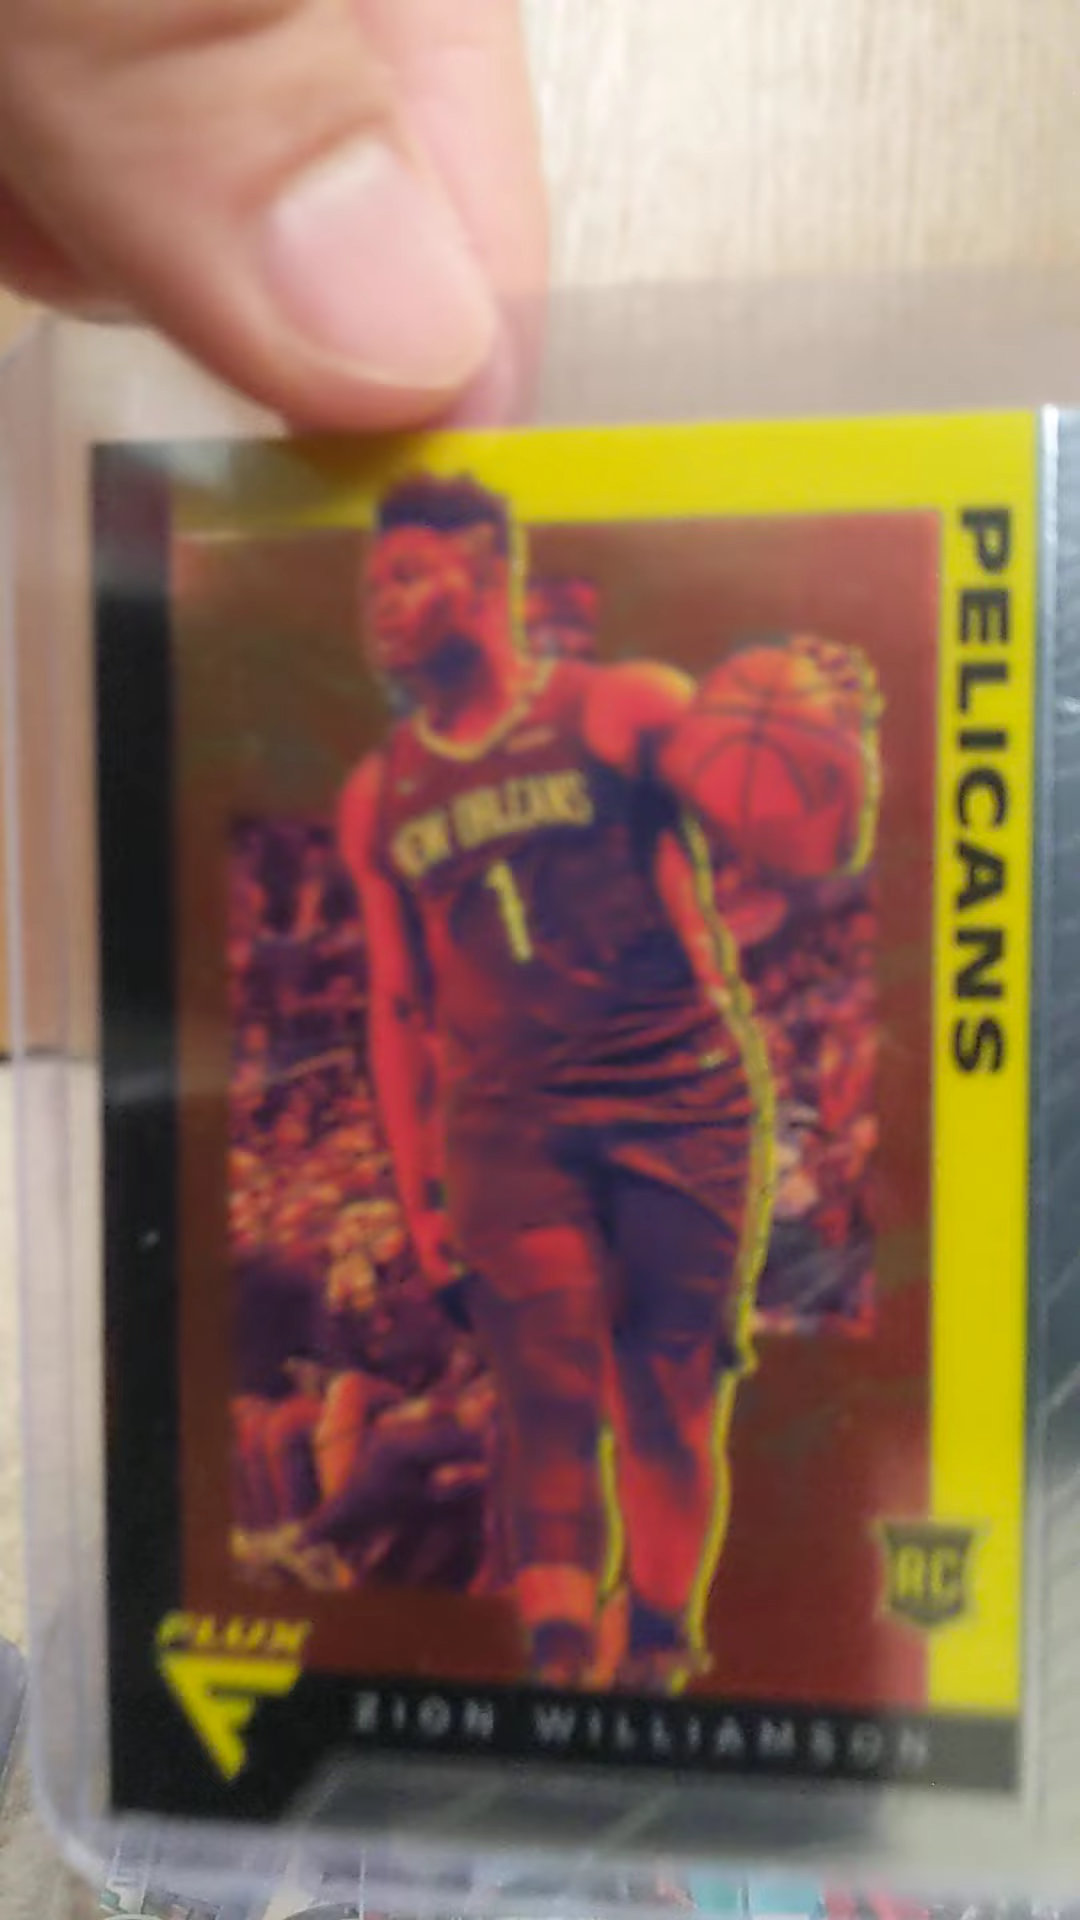 PELICANS
NEW ORLEANS
1
RC
FLUX
ZION WILLIAMSON